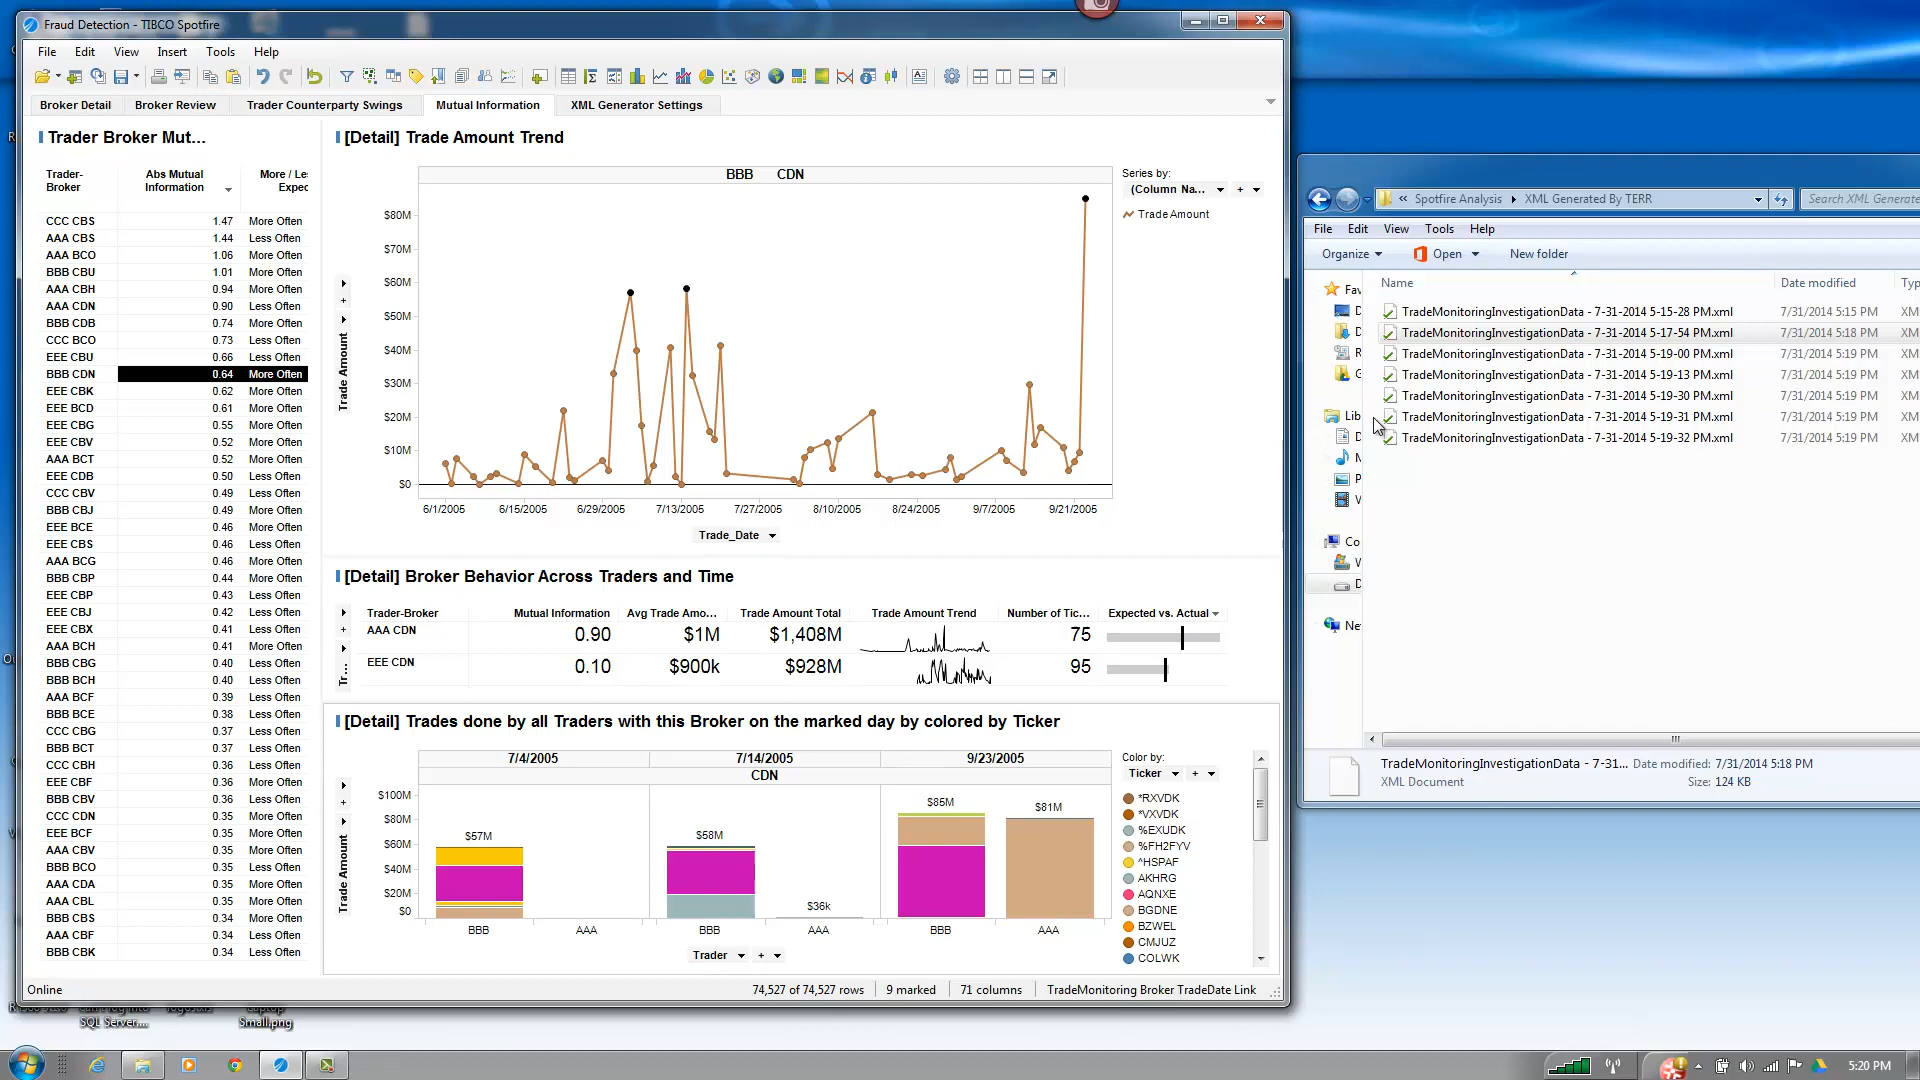 Fraud Detection - TIBCO Spotfire
File Edit View Insert Tools Help
Broker Detail Broker Review Trader Counterparty Swings Mutual Information XML Generator Settings
Trader Broker Mut...
Trader-Broker Abs Mutual Information More / Le Expec
CCC CBS 1.47 More Often
AAA CBS 1.44 Less Often
AAA BCO 1.06 More Often
BBB CBU 1.01 More Often
AAA CBH 0.94 More Often
AAA CDN 0.90 Less Often
BBB CDB 0.74 More Often
CCC BCO 0.73 More Often
EEE CBU 0.66 Less Often
BBB CDN 0.64 More Often
EEE CBK 0.62 More Often
EEE BCD 0.61 More Often
EEE CBG 0.55 More Often
EEE CBV 0.52 More Often
AAA BCT 0.52 More Often
EEE CDB 0.50 Less Often
CCC CBV 0.49 Less Often
BBB CBJ 0.49 More Often
EEE BCE 0.46 More Often
EEE CBS 0.46 Less Often
AAA BCG 0.46 More Often
BBB CBP 0.44 More Often
EEE CBP 0.43 Less Often
EEE CBJ 0.42 Less Often
EEE CBX 0.41 More Often
AAA BCH 0.41 More Often
BBB CBG 0.40 Less Often
BBB BCH 0.40 Less Often
AAA BCF 0.39 More Often
BBB BCE 0.38 Less Often
CCC CBG 0.37 Less Often
BBB BCT 0.37 Less Often
CCC CBH 0.36 Less Often
EEE CBF 0.36 More Often
BBB CBV 0.36 Less Often
CCC CDN 0.35 Less Often
EEE BCF 0.35 More Often
AAA CBV 0.35 More Often
BBB BCO 0.35 Less Often
AAA CDA 0.35 More Often
AAA CBL 0.35 Less Often
BBB CBS 0.34 More Often
AAA CBF 0.34 Less Often
BBB CBK 0.34 Less Often
[Detail] Trade Amount Trend
BBB CDN
Series by:
(Column Na... +
Trade Amount
Trade Amount
$80M
$70M
$60M
$50M
$40M
$30M
$20M
$10M
$0
6/1/2005 6/15/2005 6/29/2005 7/13/2005 7/27/2005 8/10/2005 8/24/2005 9/7/2005 9/21/2005
Trade_Date
[Detail] Broker Behavior Across Traders and Time
Trader-Broker Mutual Information Avg Trade Amo... Trade Amount Total Trade Amount Trend Number of Tic... Expected vs. Actual
AAA CDN 0.90 $1M $1,408M 75
EEE CDN 0.10 $900k $928M 95
Tr...
[Detail] Trades done by all Traders with this Broker on the marked day by colored by Ticker
7/4/2005 7/14/2005 9/23/2005
CDN
Trade Amount
$100M
$80M
$60M
$40M
$20M
$0
$57M $58M $36k $85M $81M
BBB AAA BBB AAA BBB AAA
Trader +
Color by:
Ticker +
*RXVDK
*VXVDK
%EXUDK
%FH2FYV
^HSPAF
AKHRG
AQNXE
BGDNE
BZWEL
CMJUZ
COLWK
Online 74,527 of 74,527 rows 9 marked 71 columns TradeMonitoring Broker TradeDate Link
« Spotfire Analysis XML Generated By TERR Search XML Generate
File Edit View Tools Help
Organize Open New folder
Name Date modified Typ
TradeMonitoringInvestigationData - 7-31-2014 5-15-28 PM.xml 7/31/2014 5:15 PM XM
TradeMonitoringInvestigationData - 7-31-2014 5-17-54 PM.xml 7/31/2014 5:18 PM XM
TradeMonitoringInvestigationData - 7-31-2014 5-19-00 PM.xml 7/31/2014 5:19 PM XM
TradeMonitoringInvestigationData - 7-31-2014 5-19-13 PM.xml 7/31/2014 5:19 PM XM
TradeMonitoringInvestigationData - 7-31-2014 5-19-30 PM.xml 7/31/2014 5:19 PM XM
TradeMonitoringInvestigationData - 7-31-2014 5-19-31 PM.xml 7/31/2014 5:19 PM XM
TradeMonitoringInvestigationData - 7-31-2014 5-19-32 PM.xml 7/31/2014 5:19 PM XM
Fav
Lib
Co
Ne
TradeMonitoringInvestigationData - 7-31... Date modified: 7/31/2014 5:18 PM
XML Document Size: 124 KB
SQL Server....
Small.png
5:20 PM